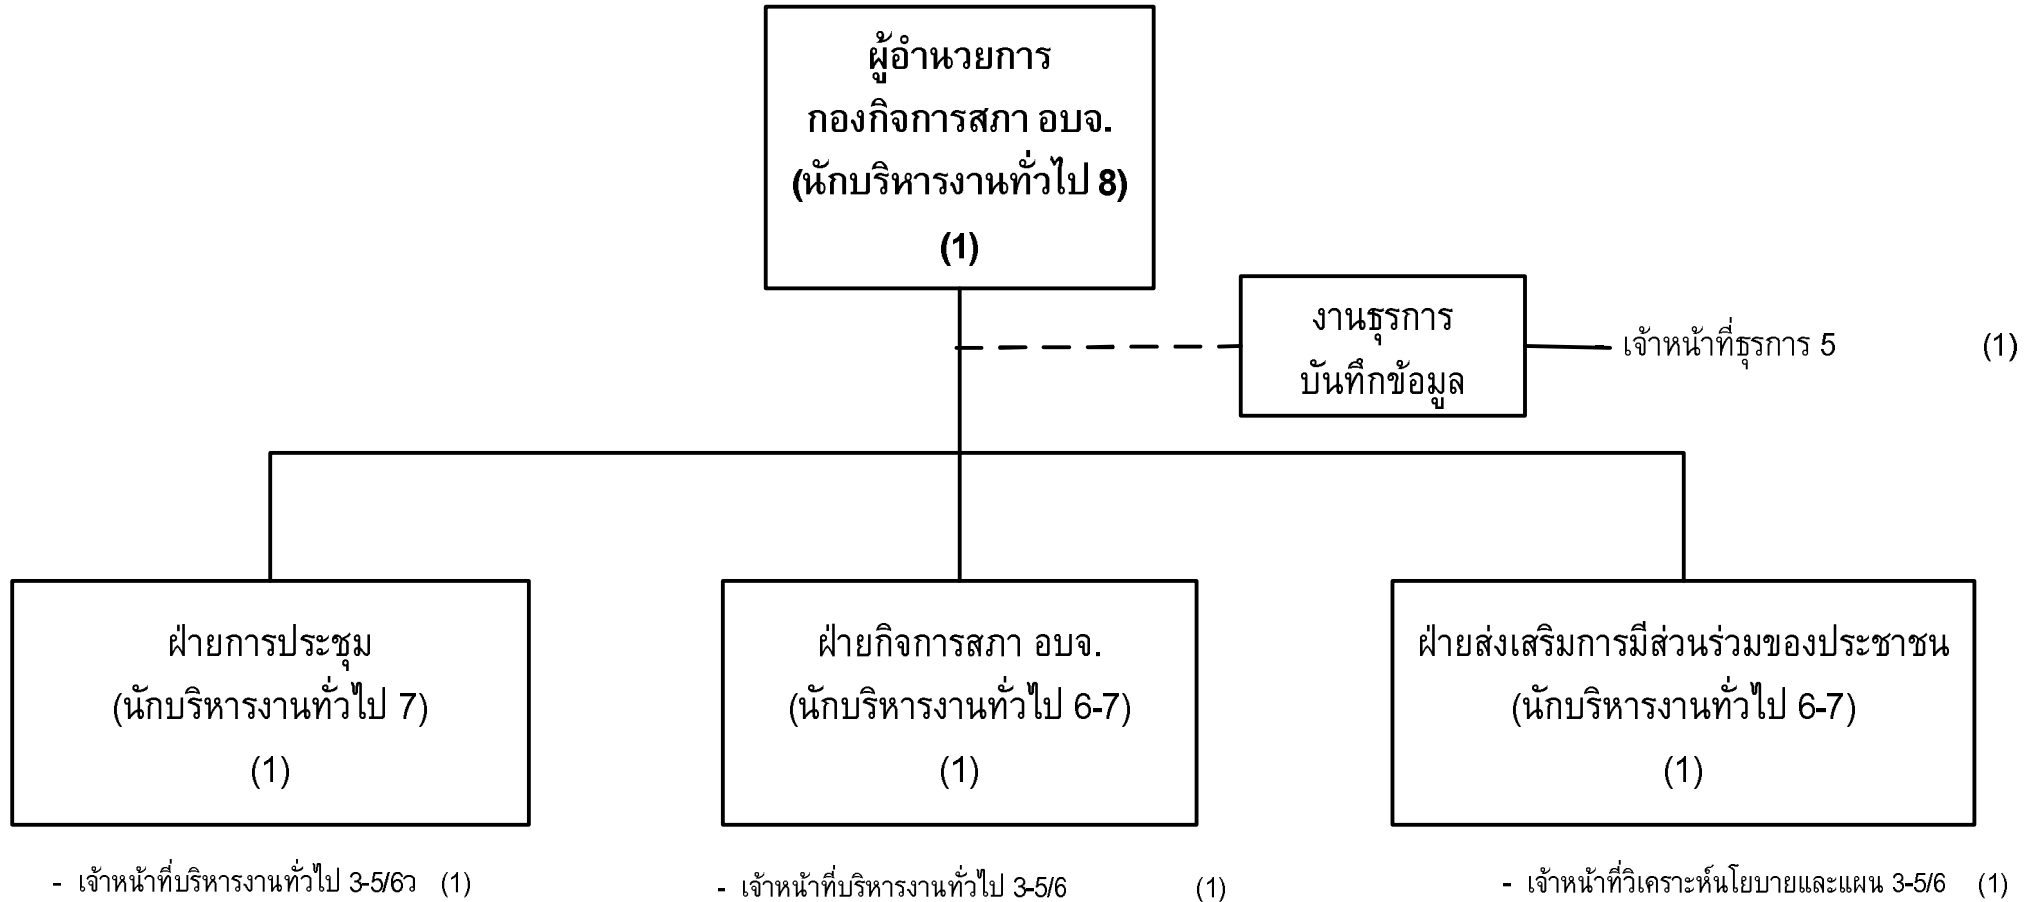 ผู้อำนวยการ
กองกิจการสภา อบจ.
(นักบริหารงานทั่วไป 8)
(1)
งานธุรการ
บันทึกข้อมูล
- เจ้าหน้าที่ธุรการ 5 (1)
ฝ่ายการประชุม
(นักบริหารงานทั่วไป 7)
(1)
- เจ้าหน้าที่บริหารงานทั่วไป 3-5/6ว (1)
ฝ่ายกิจการสภา อบจ.
(นักบริหารงานทั่วไป 6-7)
(1)
- เจ้าหน้าที่บริหารงานทั่วไป 3-5/6 (1)
ฝ่ายส่งเสริมการมีส่วนร่วมของประชาชน
(นักบริหารงานทั่วไป 6-7)
(1)
- เจ้าหน้าที่วิเคราะห์นโยบายและแผน 3-5/6 (1)